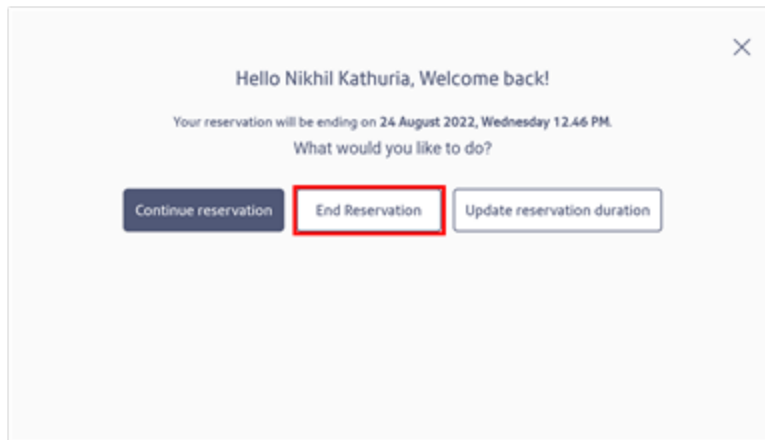 Hello Nikhil Kathuria, Welcome back!
Your reservation will be ending on 24 August 2022, Wednesday 12.46 PM.
What would you like to do?
Continue reservation
End Reservation
Update reservation duration